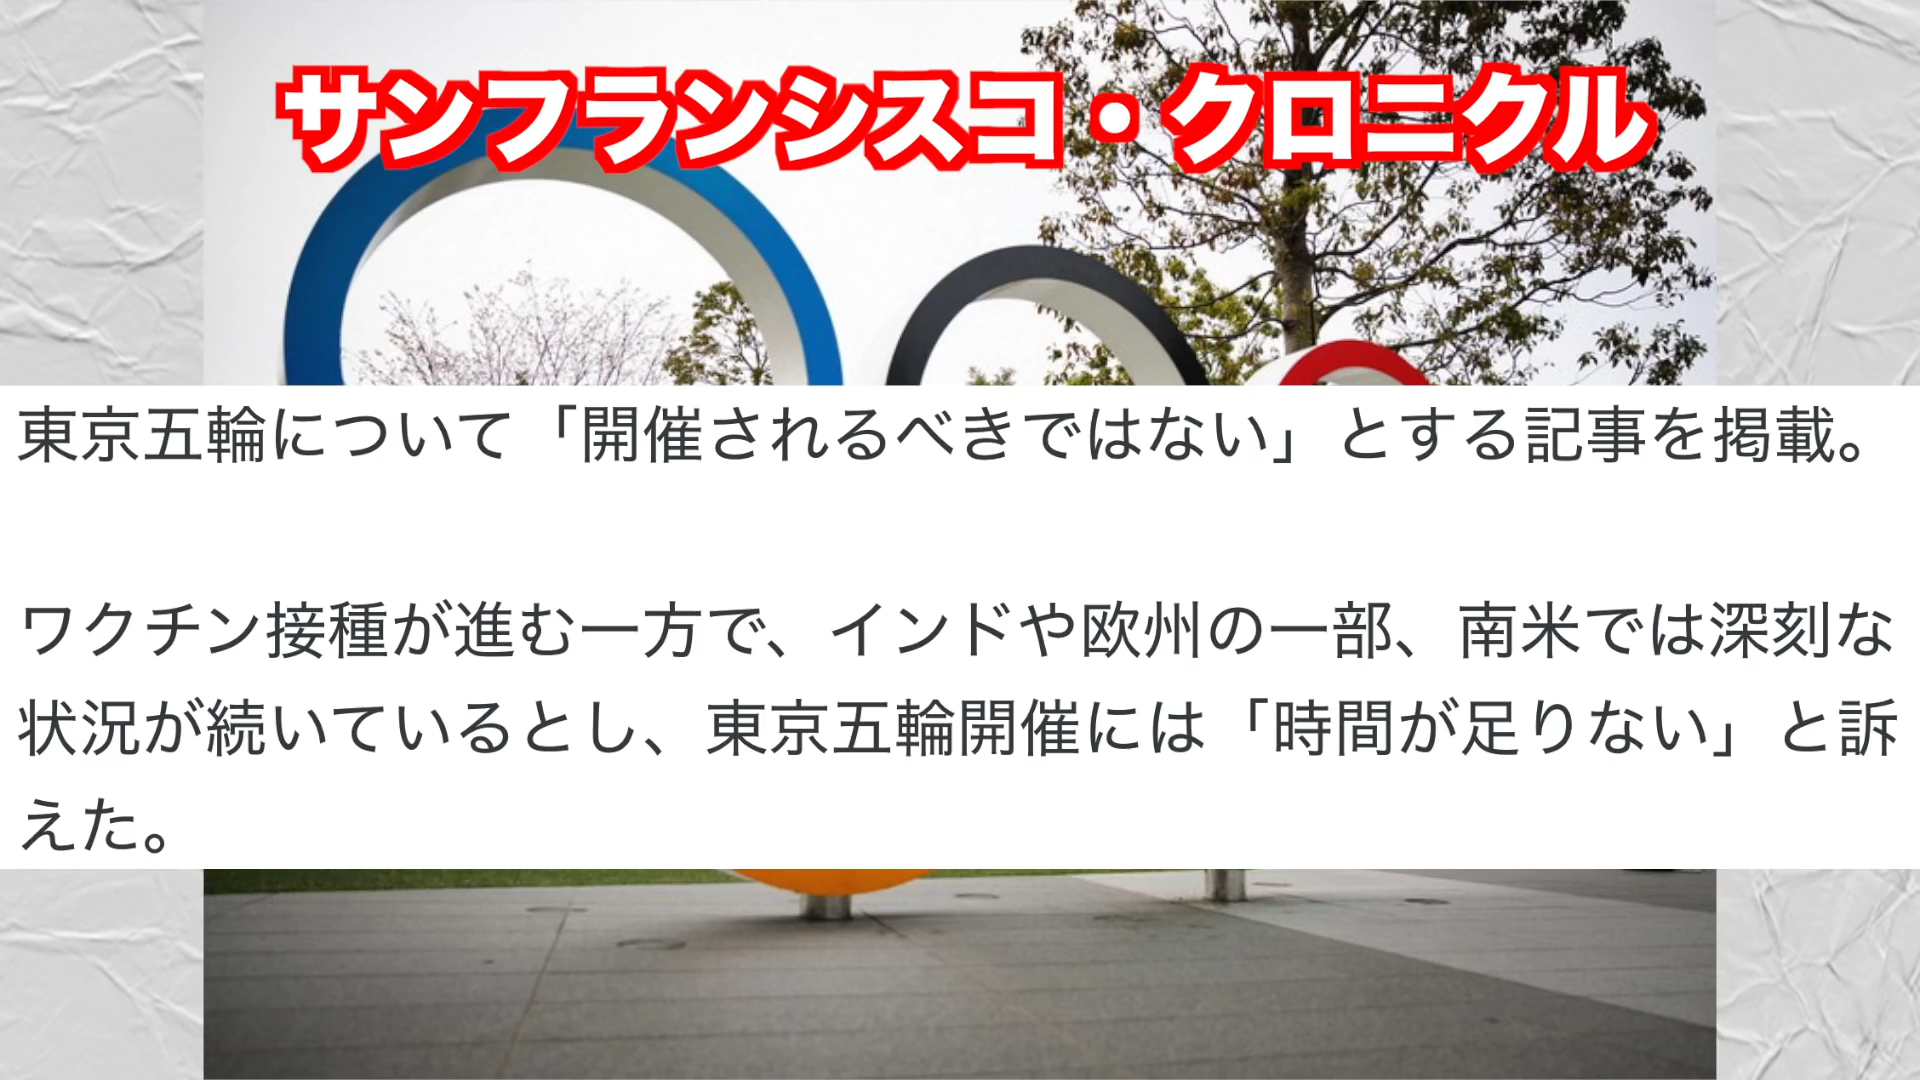 サンフランシスコ・クロニクル
東京五輪について「開催されるべきではない」とする記事を掲載。
ワクチン接種が進む一方で、インドや欧州の一部、南米では深刻な
状況が続いているとし、東京五輪開催には「時間が足りない」と訴
えた。